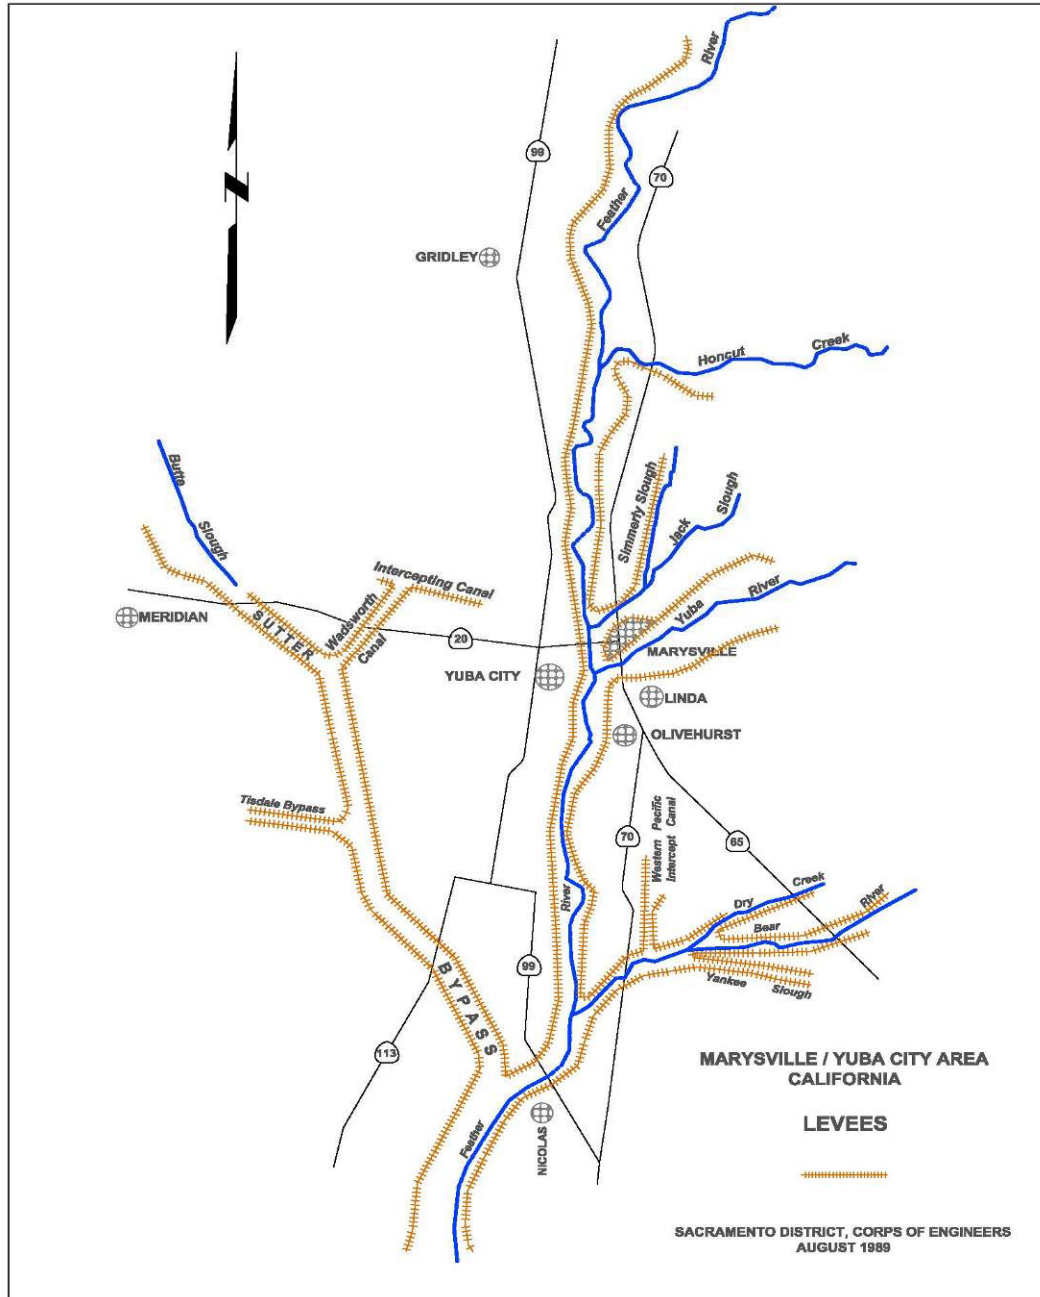 River
99
70
Feather
GRIDLEY
Honcut
Creek
Butte
Slough
Simmerly Slough
Jack
Slough
Intercepting Canal
Wadsworth
Canal
SUTTER
MERIDIAN
20
Yuba
River
MARYSVILLE
YUBA CITY
LINDA
OLIVEHURST
Tisdale Bypass
Western Pacific
Intercept Canal
70
65
River
Dry
Creek
Bear
River
99
BYPASS
Yankee
Slough
113
Feather
NICOLAS
MARYSVILLE / YUBA CITY AREA
CALIFORNIA
LEVEES
SACRAMENTO DISTRICT, CORPS OF ENGINEERS
AUGUST 1989